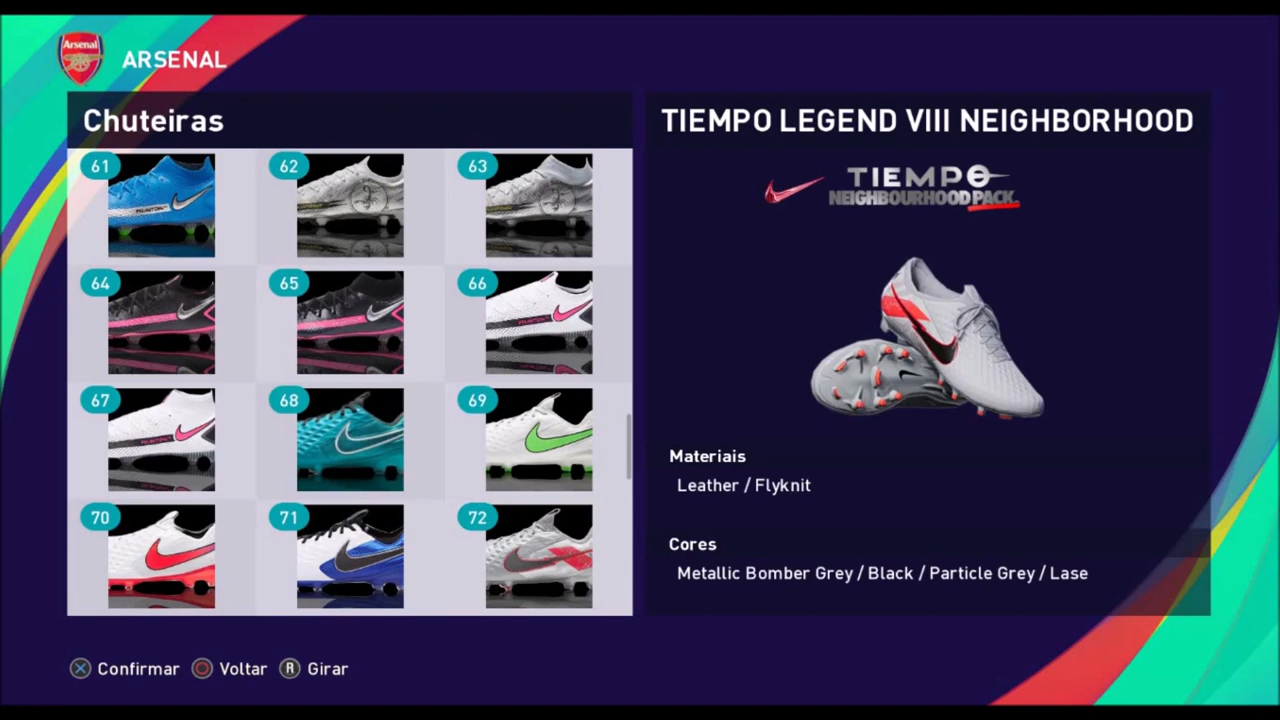 Arsenal
ARSENAL
Chuteiras
61
62
63
64
65
66
67
68
69
70
71
72
TIEMPO LEGEND VIII NEIGHBORHOOD
TIEMPO
NEIGHBOURHOOD PACK.
Materiais
Leather / Flyknit
Cores
Metallic Bomber Grey / Black / Particle Grey / Lase
Confirmar
Voltar
R Girar